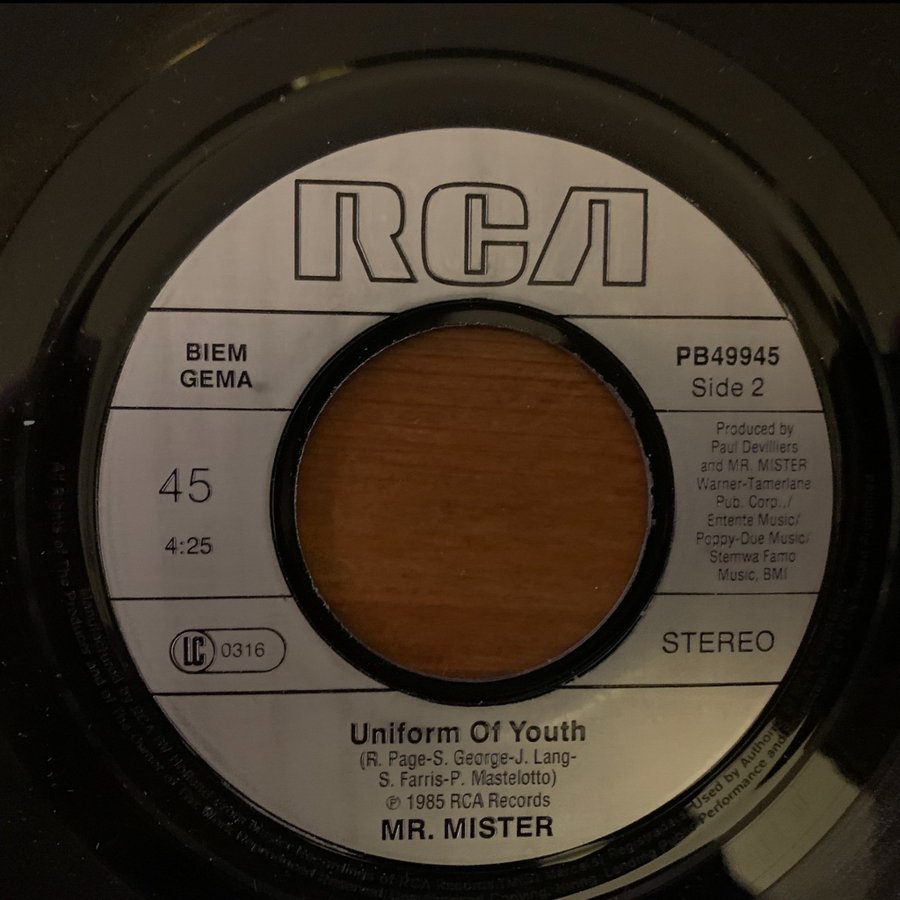 RCA
BIEM
GEMA
PB49945
Side 2
45
4:25
Produced by
Paul Devilliers
and MR. MISTER
Warner-Tamerlane
Pub. Corp../
Entente Music/
Poppy-Due Music/
Stemwa Famo
Music, BMI
LC 0316
STEREO
Uniform Of Youth
(R. Page-S. George-J. Lang-
S. Farris-P. Mastelotto)
℗ 1985 RCA Records
MR. MISTER